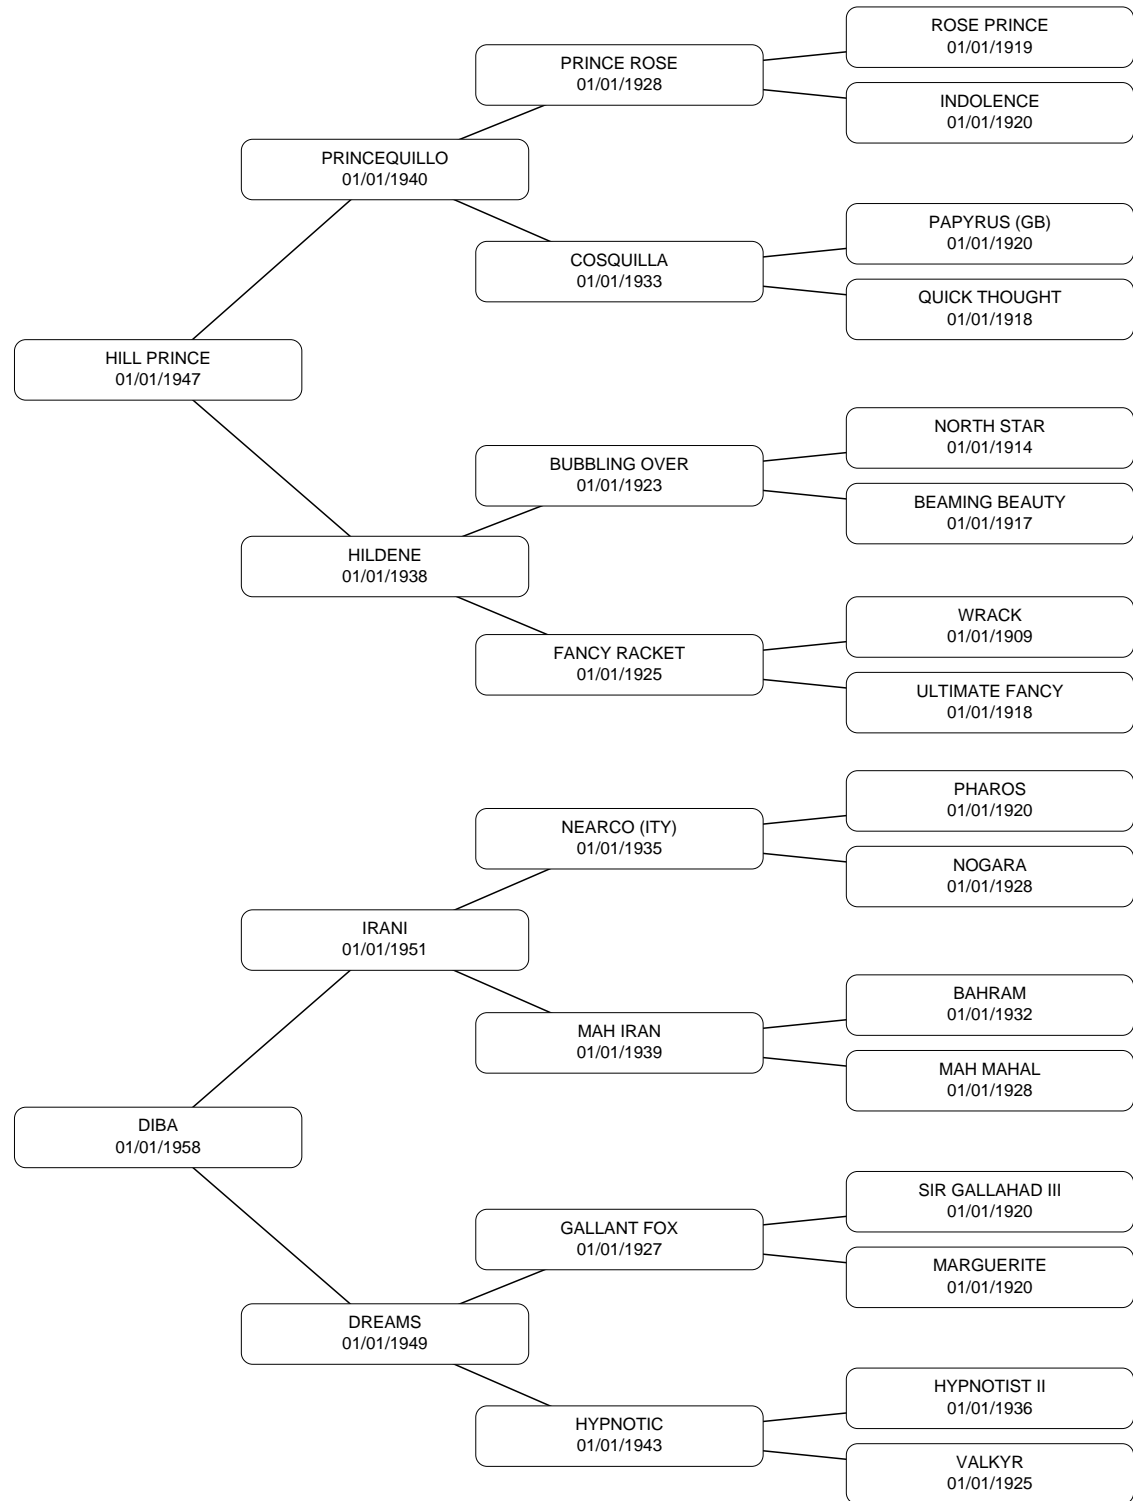 ROSE PRINCE
01/01/1919
PRINCE ROSE
01/01/1928
INDOLENCE
01/01/1920
PRINCEQUILLO
01/01/1940
PAPYRUS (GB)
01/01/1920
COSQUILLA
01/01/1933
QUICK THOUGHT
01/01/1918
HILL PRINCE
01/01/1947
NORTH STAR
01/01/1914
BUBBLING OVER
01/01/1923
BEAMING BEAUTY
01/01/1917
HILDENE
01/01/1938
WRACK
01/01/1909
FANCY RACKET
01/01/1925
ULTIMATE FANCY
01/01/1918
PHAROS
01/01/1920
NEARCO (ITY)
01/01/1935
NOGARA
01/01/1928
IRANI
01/01/1951
BAHRAM
01/01/1932
MAH IRAN
01/01/1939
MAH MAHAL
01/01/1928
DIBA
01/01/1958
SIR GALLAHAD III
01/01/1920
GALLANT FOX
01/01/1927
MARGUERITE
01/01/1920
DREAMS
01/01/1949
HYPNOTIST II
01/01/1936
HYPNOTIC
01/01/1943
VALKYR
01/01/1925